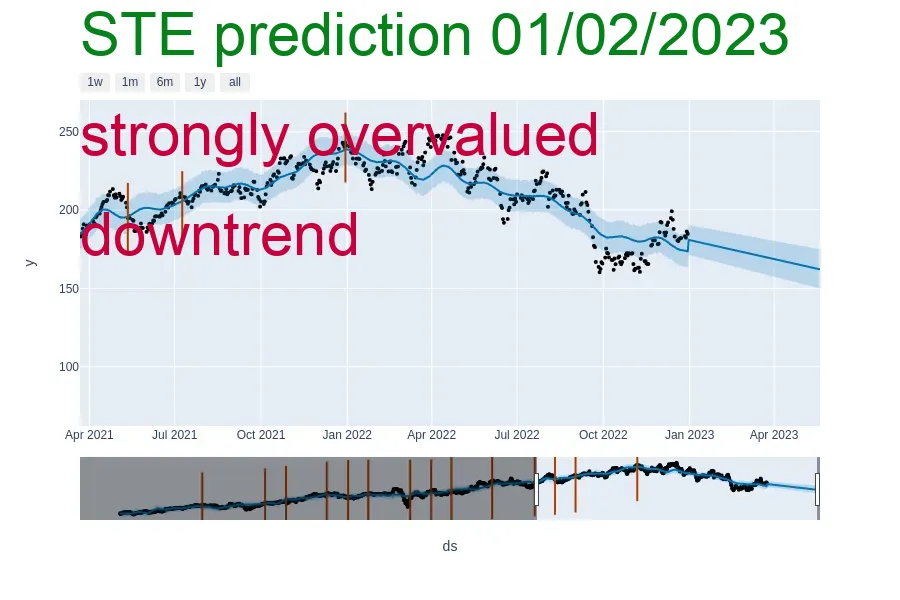 STE prediction 01/02/2023
1w 1m 6m 1y all
strongly overvalued
250
200
downtrend
y
150
100
Apr 2021 Jul 2021 Oct 2021 Jan 2022 Apr 2022 Jul 2022 Oct 2022 Jan 2023 Apr 2023
ds